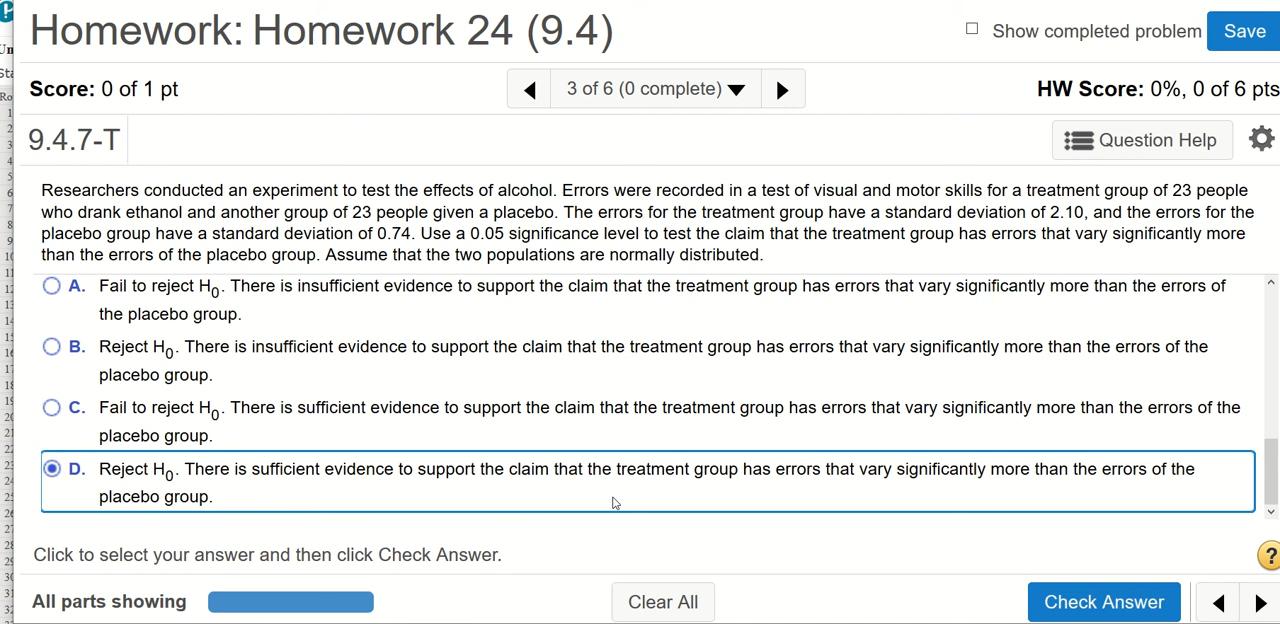 Homework: Homework 24 (9.4)
Show completed problem
Save
Score: 0 of 1 pt
3 of 6 (0 complete)
HW Score: 0%, 0 of 6 pts
9.4.7-T
Question Help
Researchers conducted an experiment to test the effects of alcohol. Errors were recorded in a test of visual and motor skills for a treatment group of 23 people
who drank ethanol and another group of 23 people given a placebo. The errors for the treatment group have a standard deviation of 2.10, and the errors for the
placebo group have a standard deviation of 0.74. Use a 0.05 significance level to test the claim that the treatment group has errors that vary significantly more
than the errors of the placebo group. Assume that the two populations are normally distributed.
A. Fail to reject H0. There is insufficient evidence to support the claim that the treatment group has errors that vary significantly more than the errors of
the placebo group.
B. Reject H0. There is insufficient evidence to support the claim that the treatment group has errors that vary significantly more than the errors of the
placebo group.
C. Fail to reject H0. There is sufficient evidence to support the claim that the treatment group has errors that vary significantly more than the errors of the
placebo group.
D. Reject H0. There is sufficient evidence to support the claim that the treatment group has errors that vary significantly more than the errors of the
placebo group.
Click to select your answer and then click Check Answer.
?
All parts showing
Clear All
Check Answer